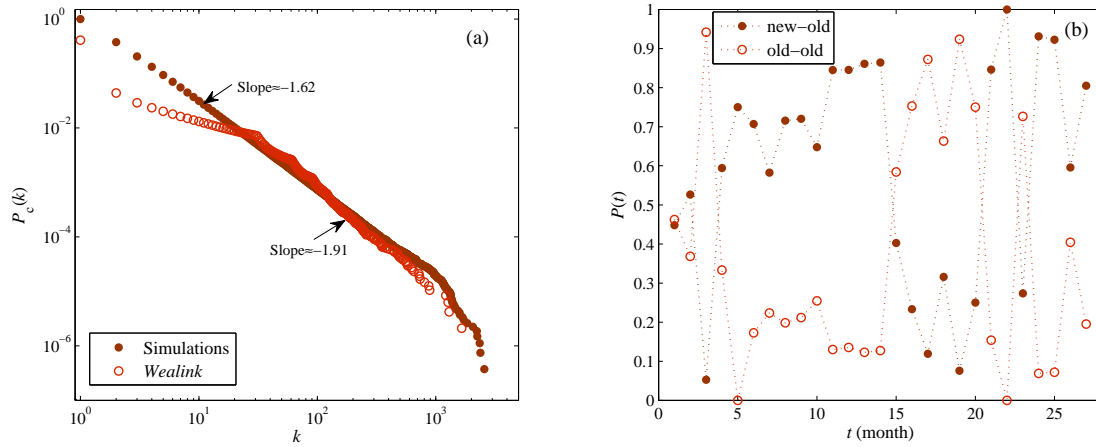 (a)
Slope≈−1.62
Slope≈−1.91
Simulations
Wealink
P_c(k)
10^0
10^−2
10^−4
10^−6
10^0 10^1 10^2 10^3
k
(b)
new−old
old−old
P(t)
1
0.9
0.8
0.7
0.6
0.5
0.4
0.3
0.2
0.1
0
0 5 10 15 20 25
t (month)